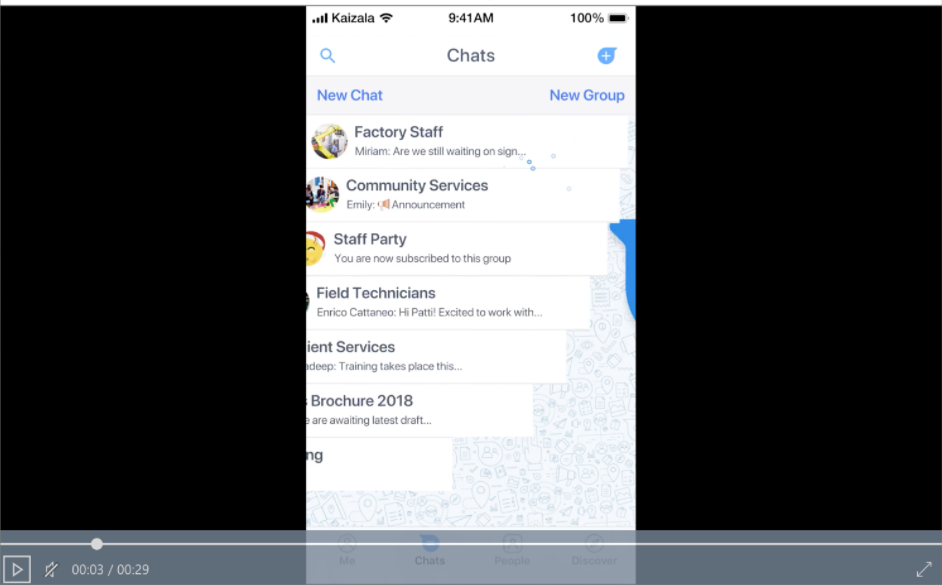 Kaizala 9:41AM 100%
Chats
New Chat New Group
Factory Staff
Miriam: Are we still waiting on sign...
Community Services
Emily: Announcement
Staff Party
You are now subscribed to this group
Field Technicians
Enrico Cattaneo: Hi Patti! Excited to work with...
ient Services
adeep: Training takes place this...
s Brochure 2018
e are awaiting latest draft...
ng
Me Chats People Discover
00:03 / 00:29